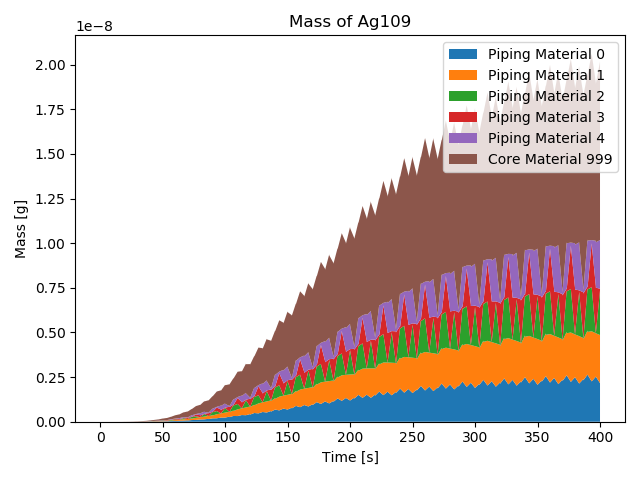 Mass of Ag109
1e−8
Piping Material 0
Piping Material 1
Piping Material 2
Piping Material 3
Piping Material 4
Core Material 999
2.00
1.75
1.50
1.25
1.00
0.75
0.50
0.25
0.00
Mass [g]
0 50 100 150 200 250 300 350 400
Time [s]